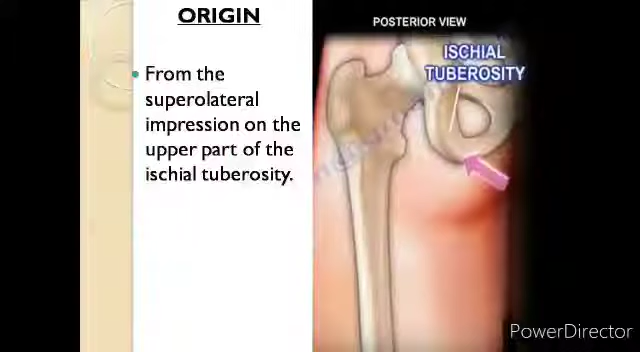 ORIGIN
From the
superolateral
impression on the
upper part of the
ischial tuberosity.
POSTERIOR VIEW
ISCHIAL
TUBEROSITY
PowerDirector